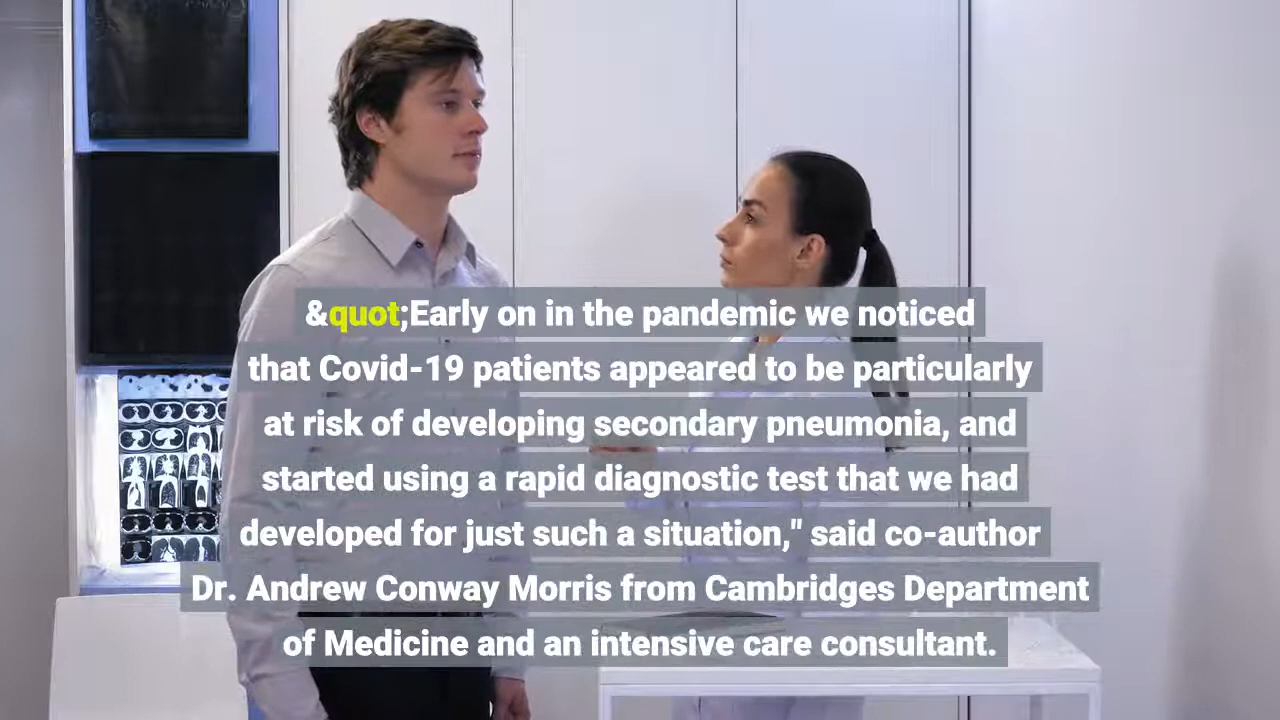 &quot;Early on in the pandemic we noticed
that Covid-19 patients appeared to be particularly
at risk of developing secondary pneumonia, and
started using a rapid diagnostic test that we had
developed for just such a situation," said co-author
Dr. Andrew Conway Morris from Cambridges Department
of Medicine and an intensive care consultant.